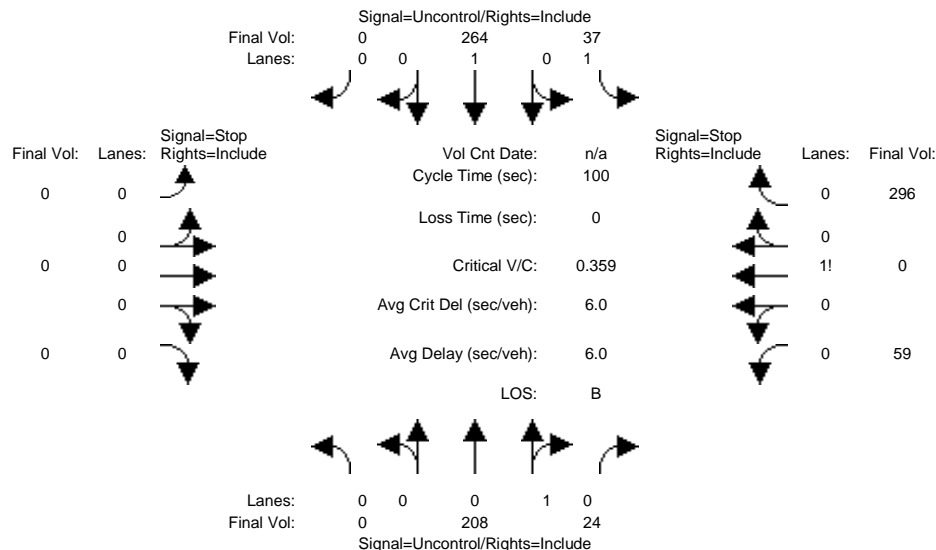 Signal=Uncontrol/Rights=Include
Final Vol: 0 264 37
Lanes: 0 0 1 0 1
Signal=Stop Signal=Stop
Final Vol: Lanes: Rights=Include Vol Cnt Date: n/a Rights=Include Lanes: Final Vol:
Cycle Time (sec): 100
0 0 0 296
Loss Time (sec): 0
0 0
0 0 Critical V/C: 0.359 1! 0
0 Avg Crit Del (sec/veh): 6.0 0
0 0 Avg Delay (sec/veh): 6.0 0 59
LOS: B
Lanes: 0 0 0 1 0
Final Vol: 0 208 24
Signal=Uncontrol/Rights=Include